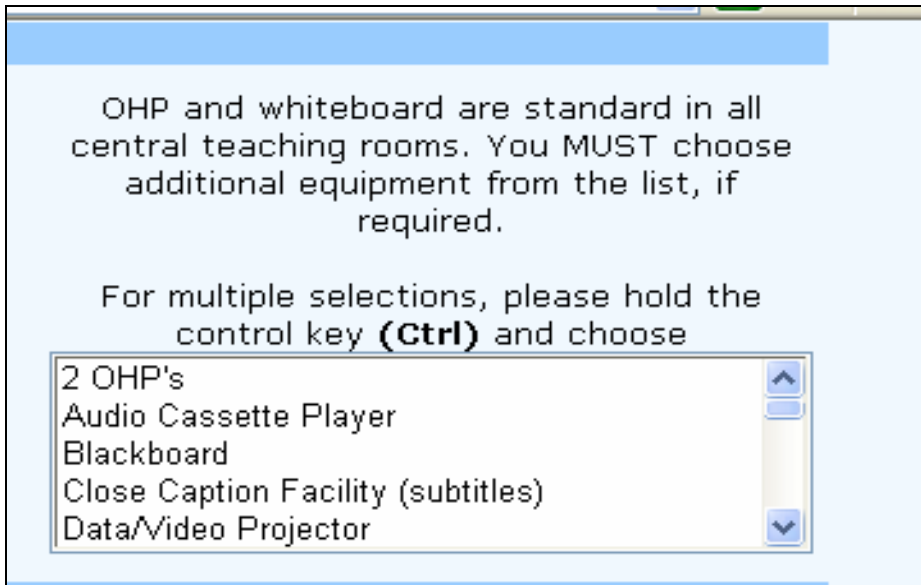 OHP and whiteboard are standard in all
central teaching rooms. You MUST choose
additional equipment from the list, if
required.
For multiple selections, please hold the
control key (Ctrl) and choose
2 OHP's
Audio Cassette Player
Blackboard
Close Caption Facility (subtitles)
Data/Video Projector